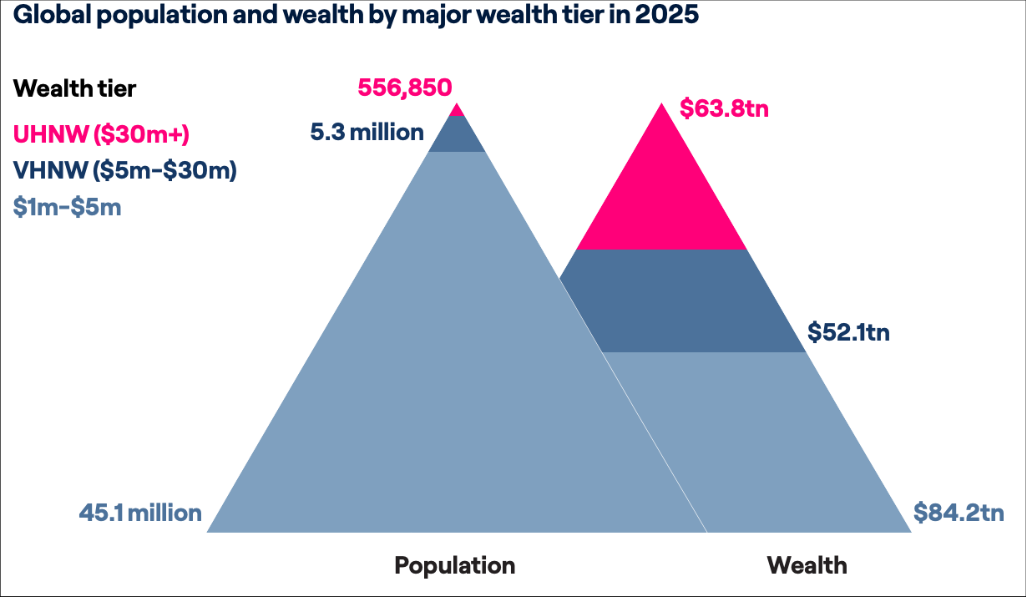 Global population and wealth by major wealth tier in 2025
Wealth tier
UHNW ($30m+)
VHNW ($5m–$30m)
$1m–$5m
556,850
5.3 million
45.1 million
Population
$63.8tn
$52.1tn
$84.2tn
Wealth